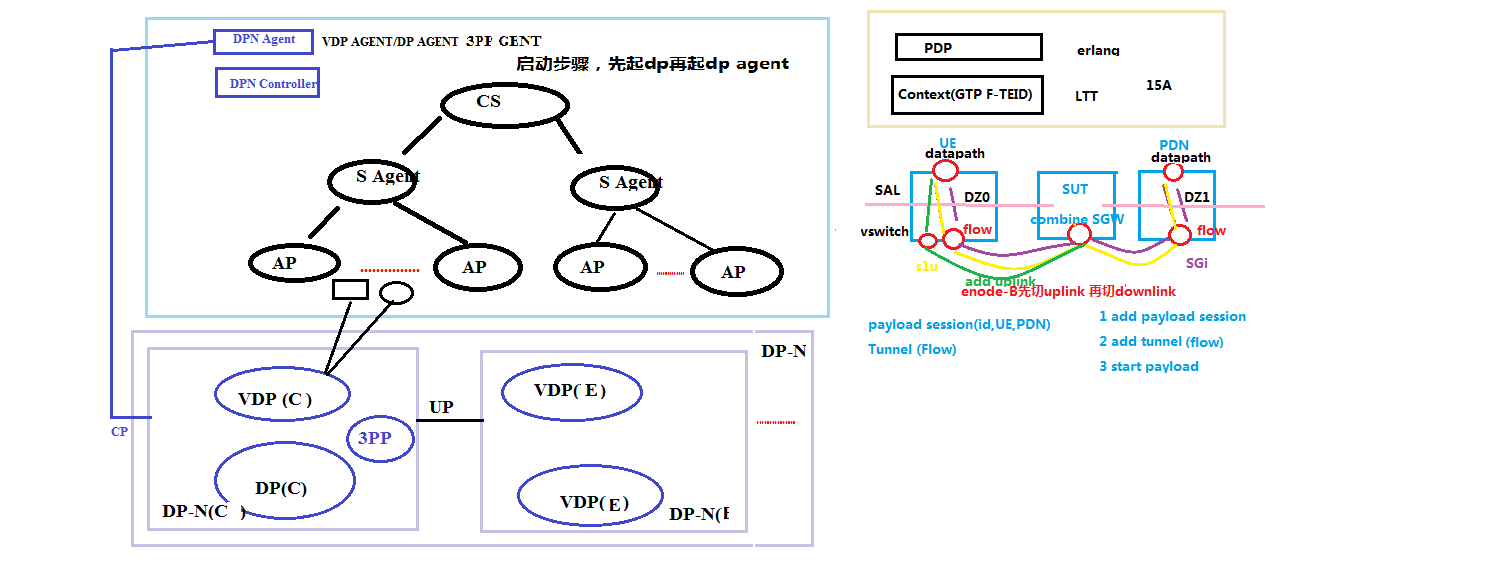 DPN Agent
VDP AGENT/DP AGENT 3PP GENT
启动步骤，先起dp再起dp agent
DPN Controller
CS
S Agent
S Agent
AP
AP
AP
AP
CP
VDP (C )
3PP
DP(C)
DP-N(C )
UP
VDP( E )
VDP( E )
DP-N(E
DP-N
PDP
erlang
Context(GTP F-TEID)
LTT
15A
UE
datapath
PDN
datapath
SAL
DZ0
SUT
DZ1
combine SGW
vswitch
flow
flow
s1u
SGi
add uplink
enode-B先切uplink 再切downlink
payload session(id,UE,PDN)
Tunnel (Flow)
1 add payload session
2 add tunnel (flow)
3 start payload